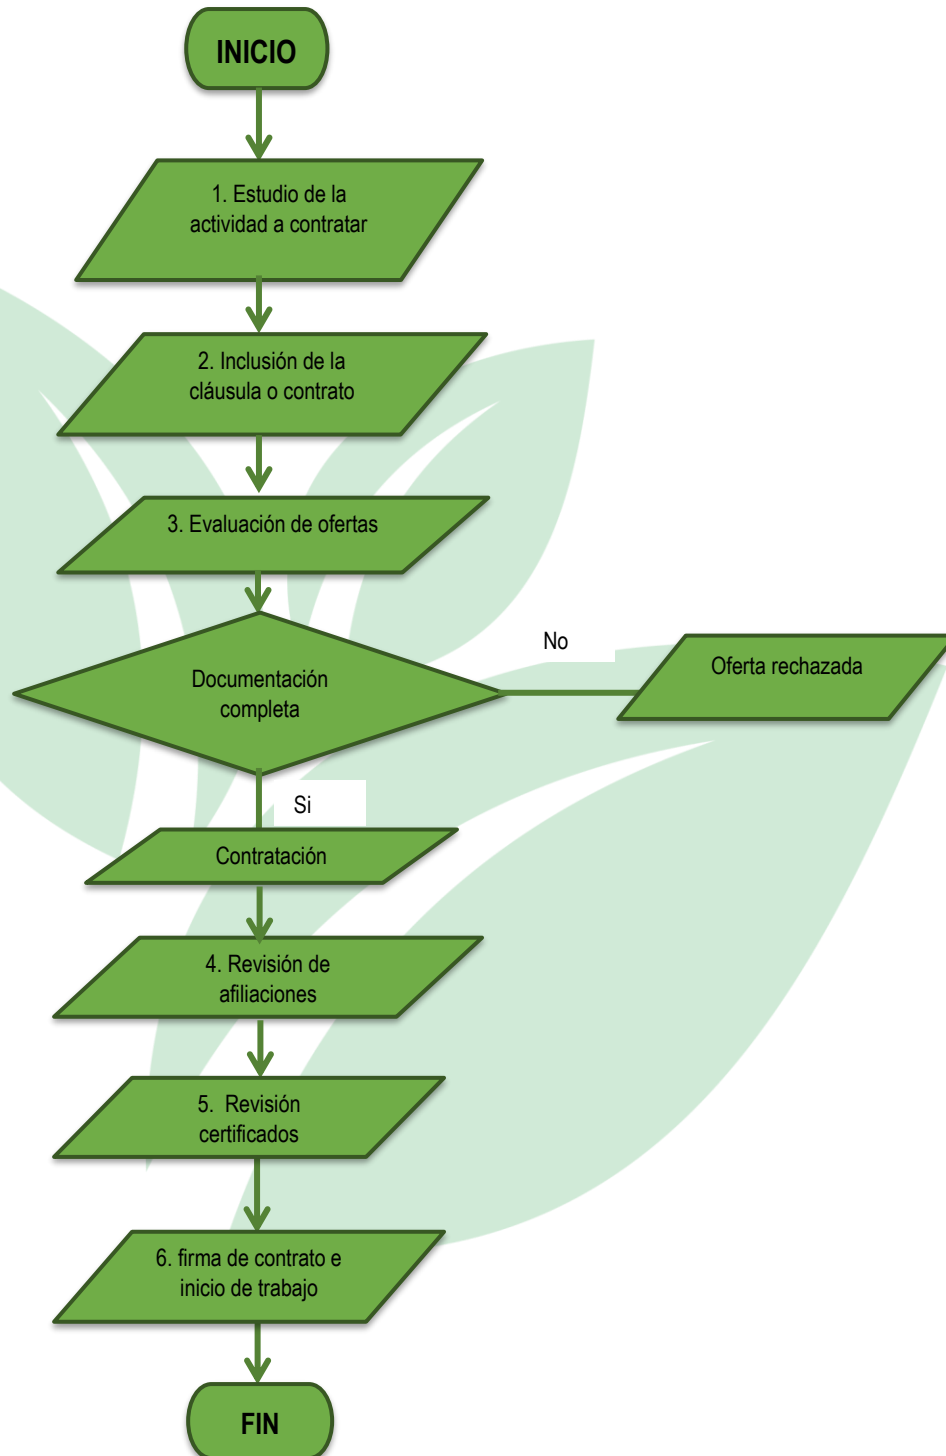 INICIO
1. Estudio de la
actividad a contratar
2. Inclusión de la
cláusula o contrato
3. Evaluación de ofertas
Documentación
completa
No
Oferta rechazada
Si
Contratación
4. Revisión de
afiliaciones
5. Revisión
certificados
6. firma de contrato e
inicio de trabajo
FIN